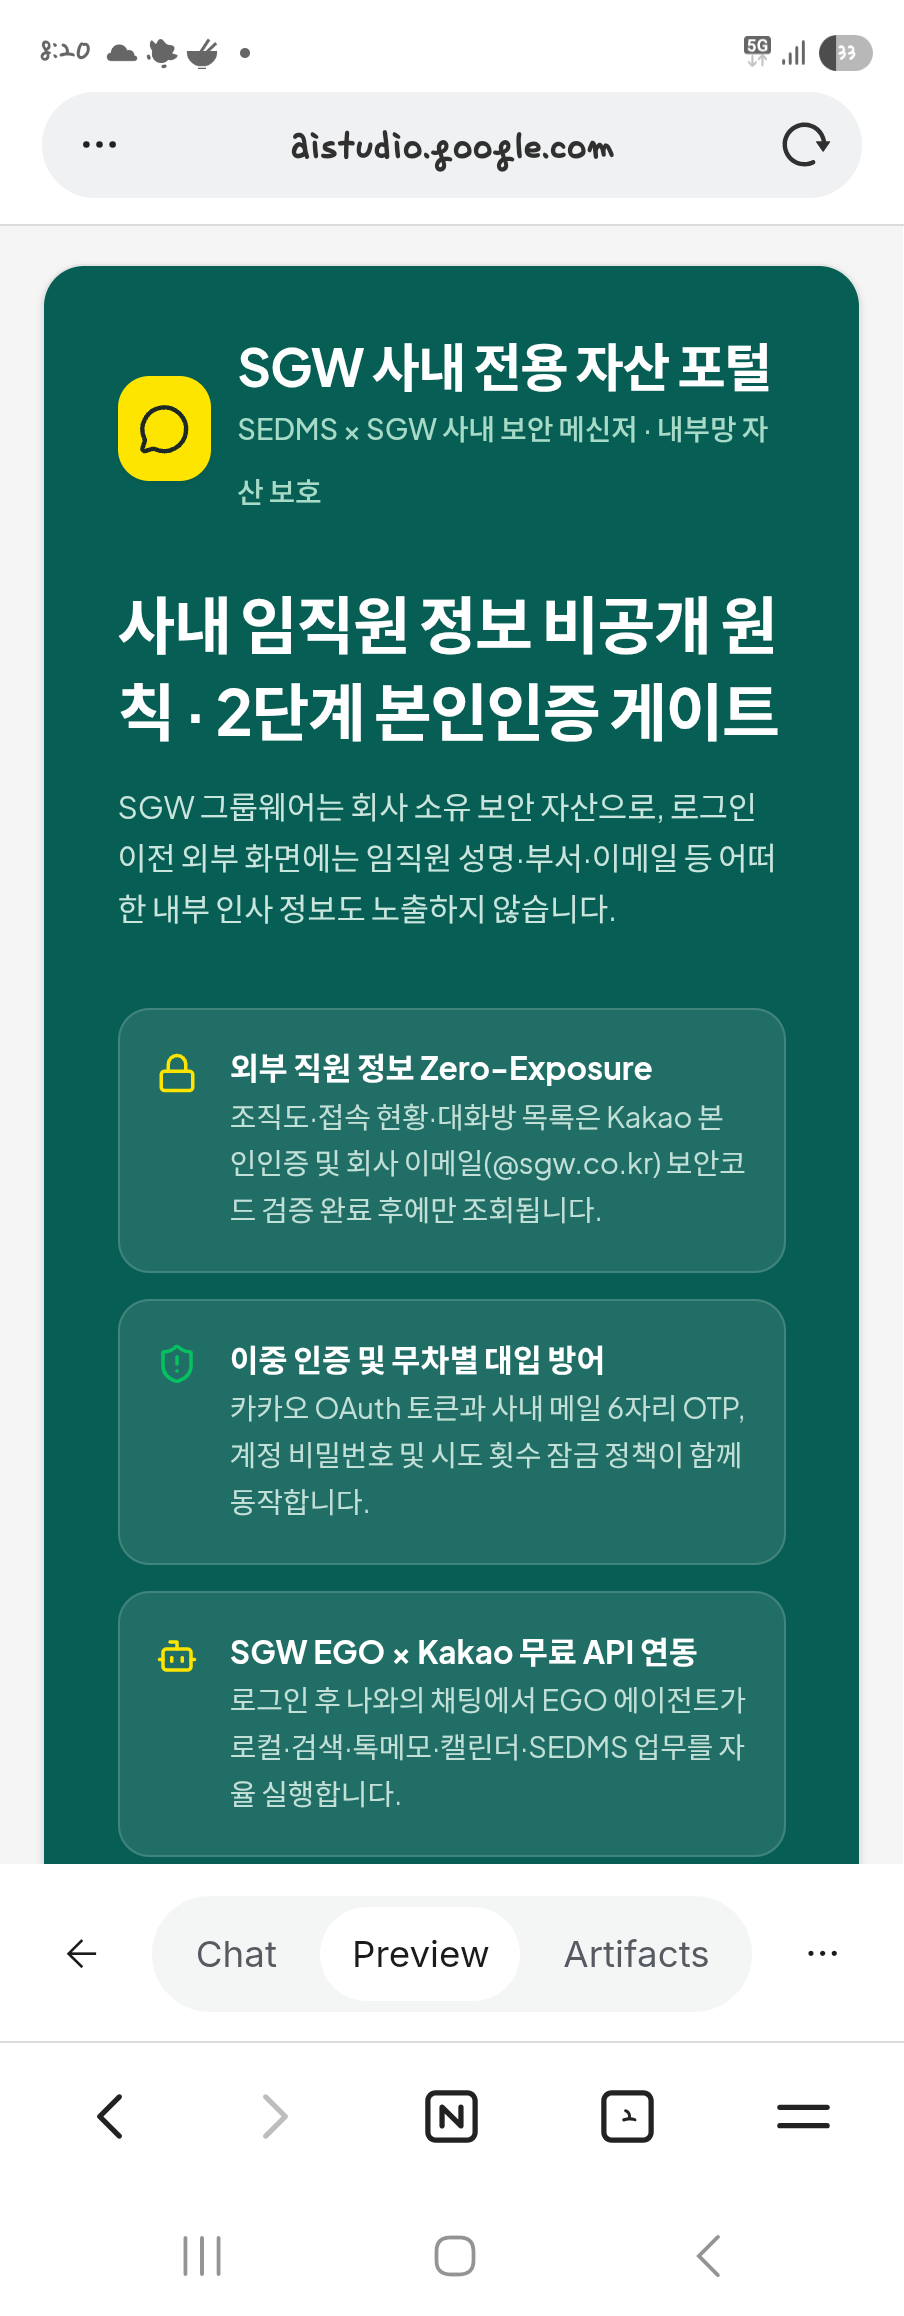 8:20
5G
33
aistudio.google.com
SGW 사내 전용 자산 포털
SEDMS × SGW 사내 보안 메신저 · 내부망 자
산 보호
사내 임직원 정보 비공개 원
칙 · 2단계 본인인증 게이트
SGW 그룹웨어는 회사 소유 보안 자산으로, 로그인
이전 외부 화면에는 임직원 성명·부서·이메일 등 어떠
한 내부 인사 정보도 노출하지 않습니다.
외부 직원 정보 Zero-Exposure
조직도·접속 현황·대화방 목록은 Kakao 본
인인증 및 회사 이메일(@sgw.co.kr) 보안코
드 검증 완료 후에만 조회됩니다.
이중 인증 및 무차별 대입 방어
카카오 OAuth 토큰과 사내 메일 6자리 OTP,
계정 비밀번호 및 시도 횟수 잠금 정책이 함께
동작합니다.
SGW EGO × Kakao 무료 API 연동
로그인 후 나와의 채팅에서 EGO 에이전트가
로컬·검색·톡메모·캘린더·SEDMS 업무를 자
율 실행합니다.
Chat Preview Artifacts
N 2